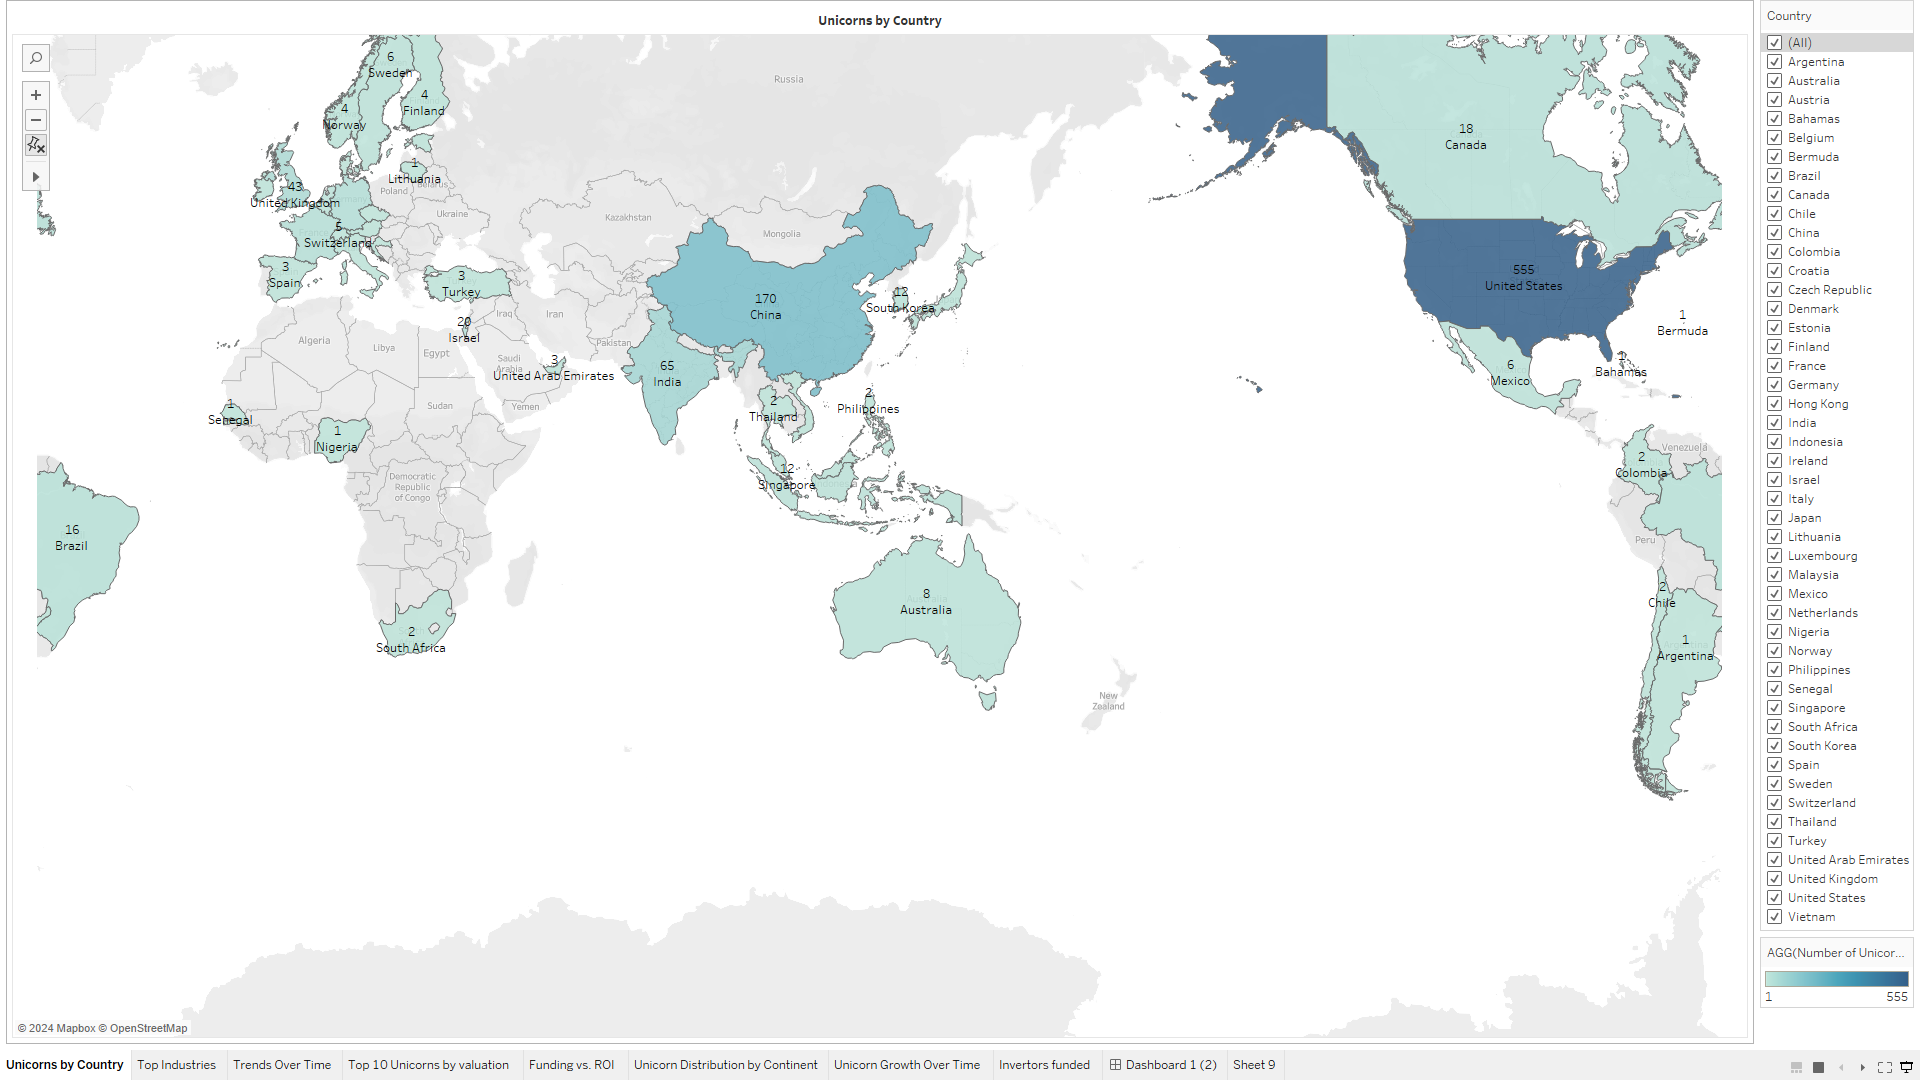 Unicorns by Country
6
Sweden
4
Finland
4
Norway
1
Lithuania
Poland
Belarus
43
United Kingdom
Ukraine
France
5
Switzerland
3
Spain
3
Turkey
Russia
Kazakhstan
Mongolia
170
China
12
South Korea
Iraq
Iran
20
Israel
Algeria
Libya
Egypt
Saudi
Arabia
Pakistan
3
United Arab Emirates
65
India
Yemen
Sudan
1
Senegal
1
Nigeria
2
Thailand
2
Philippines
12
Singapore
Democratic
Republic
of Congo
16
Brazil
2
South Africa
8
Australia
New
Zealand
18
Canada
555
United States
1
Bermuda
1
Bahamas
6
Mexico
Venezuela
2
Colombia
Peru
2
Chile
1
Argentina
© 2024 Mapbox © OpenStreetMap
Country
(All)
Argentina
Australia
Austria
Bahamas
Belgium
Bermuda
Brazil
Canada
Chile
China
Colombia
Croatia
Czech Republic
Denmark
Estonia
Finland
France
Germany
Hong Kong
India
Indonesia
Ireland
Israel
Italy
Japan
Lithuania
Luxembourg
Malaysia
Mexico
Netherlands
Nigeria
Norway
Philippines
Senegal
Singapore
South Africa
South Korea
Spain
Sweden
Switzerland
Thailand
Turkey
United Arab Emirates
United Kingdom
United States
Vietnam
AGG(Number of Unicor...
1 555
Unicorns by Country
Top Industries
Trends Over Time
Top 10 Unicorns by valuation
Funding vs. ROI
Unicorn Distribution by Continent
Unicorn Growth Over Time
Invertors funded
Dashboard 1 (2)
Sheet 9